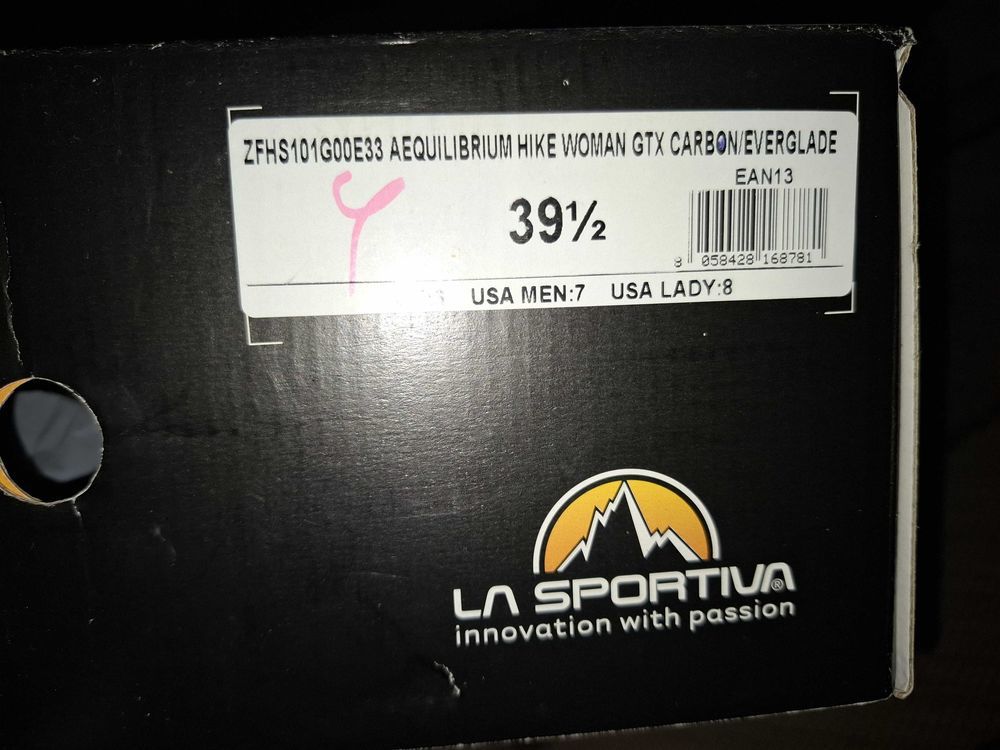 ZFHS101G00E33 AEQUILIBRIUM HIKE WOMAN GTX CARBON/EVERGLADE
EAN13
39½
8 058428 168781
USA MEN:7 USA LADY:8
LA SPORTIVA®
innovation with passion